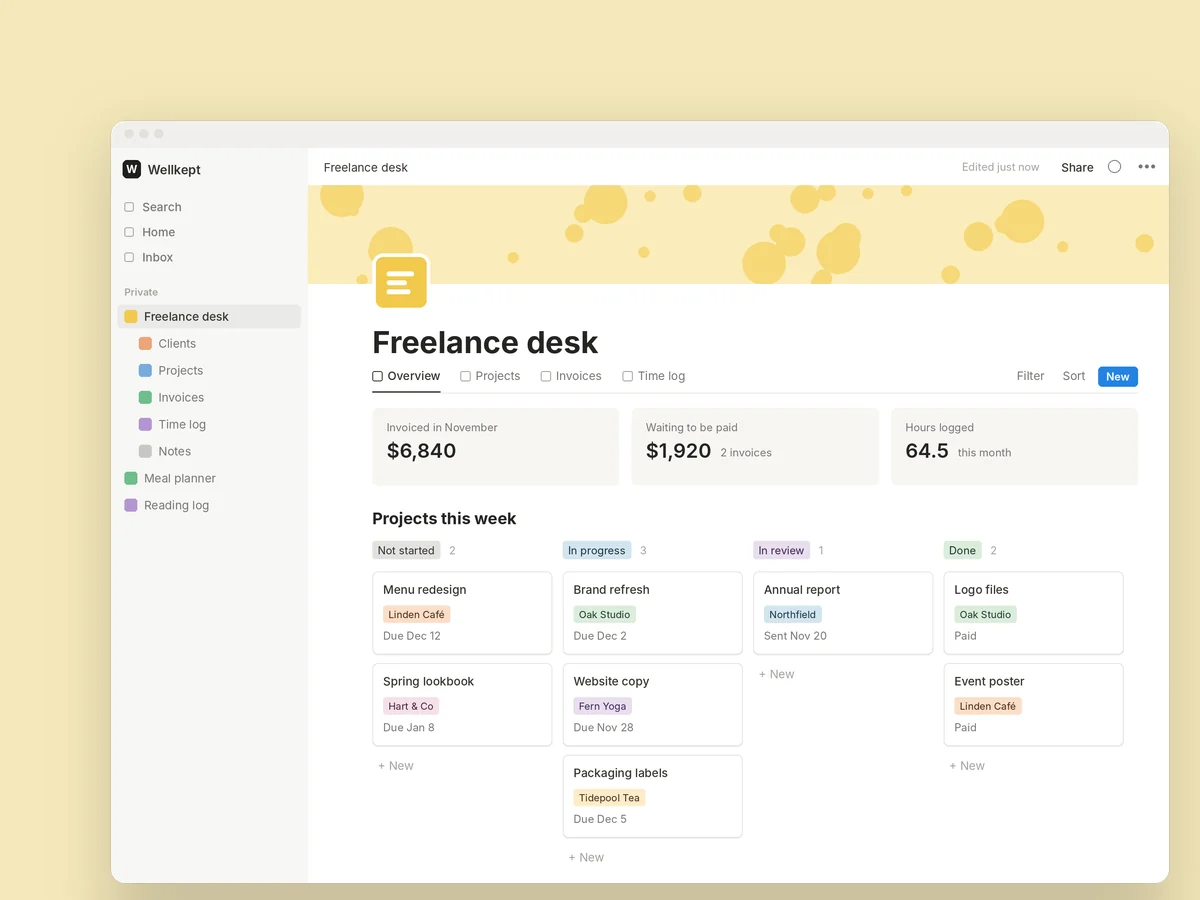 W Wellkept
Search
Home
Inbox
Private
Freelance desk
Clients
Projects
Invoices
Time log
Notes
Meal planner
Reading log
Freelance desk
Edited just now
Share
Freelance desk
Overview
Projects
Invoices
Time log
Filter
Sort
New
Invoiced in November
$6,840
Waiting to be paid
$1,920 2 invoices
Hours logged
64.5 this month
Projects this week
Not started 2
Menu redesign
Linden Café
Due Dec 12
Spring lookbook
Hart & Co
Due Jan 8
+ New
In progress 3
Brand refresh
Oak Studio
Due Dec 2
Website copy
Fern Yoga
Due Nov 28
Packaging labels
Tidepool Tea
Due Dec 5
+ New
In review 1
Annual report
Northfield
Sent Nov 20
+ New
Done 2
Logo files
Oak Studio
Paid
Event poster
Linden Café
Paid
+ New